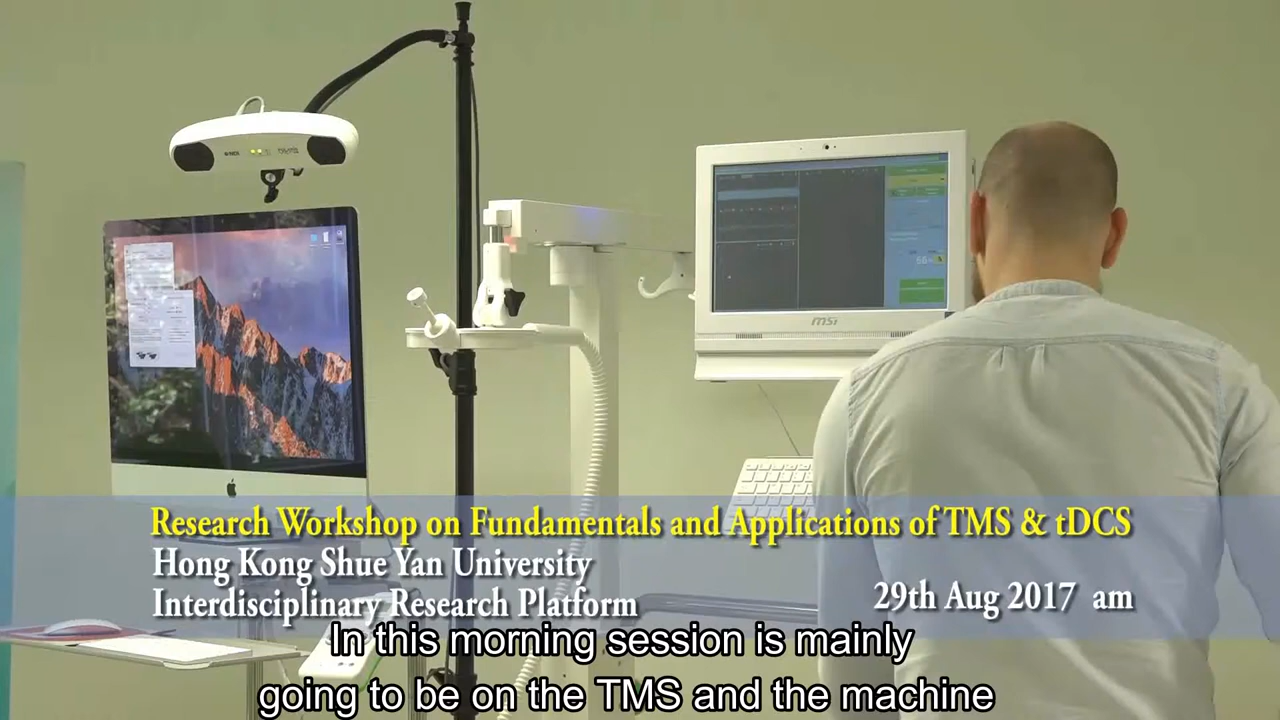 msi
Research Workshop on Fundamentals and Applications of TMS & tDCS
Hong Kong Shue Yan University
Interdisciplinary Research Platform
29th Aug 2017 am
In this morning session is mainly
going to be on the TMS and the machine